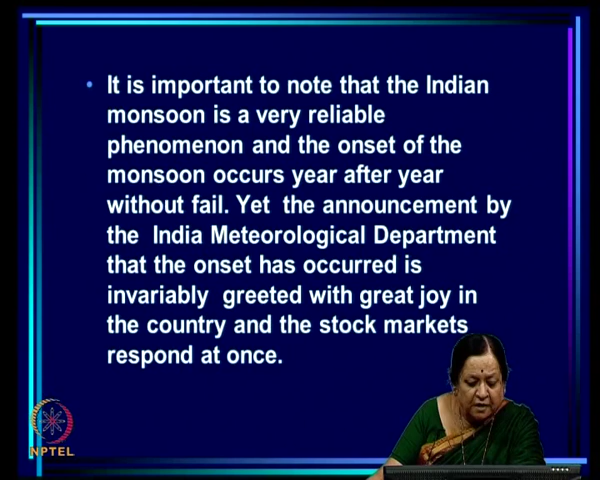 • It is important to note that the Indian
monsoon is a very reliable
phenomenon and the onset of the
monsoon occurs year after year
without fail. Yet the announcement by
the India Meteorological Department
that the onset has occurred is
invariably greeted with great joy in
the country and the stock markets
respond at once.
NPTEL